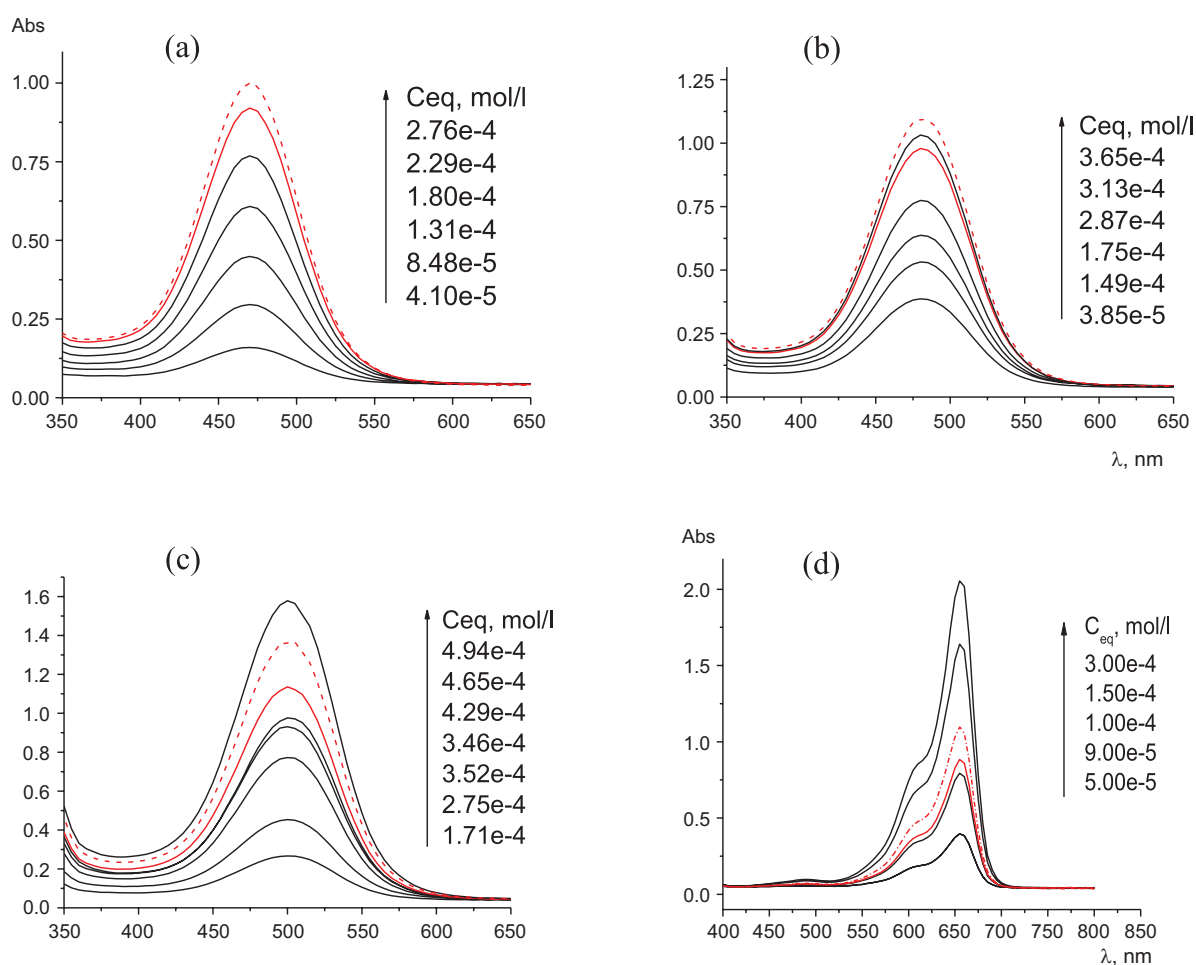 Abs
(a)
1.00
0.75
0.50
0.25
0.00
350 400 450 500 550 600 650
Ceq, mol/l
2.76e-4
2.29e-4
1.80e-4
1.31e-4
8.48e-5
4.10e-5
(b)
1.25
1.00
0.75
0.50
0.25
0.00
350 400 450 500 550 600 650
λ, nm
Ceq, mol/l
3.65e-4
3.13e-4
2.87e-4
1.75e-4
1.49e-4
3.85e-5
(c)
1.6
1.4
1.2
1.0
0.8
0.6
0.4
0.2
0.0
350 400 450 500 550 600 650
Ceq, mol/l
4.94e-4
4.65e-4
4.29e-4
3.46e-4
3.52e-4
2.75e-4
1.71e-4
Abs
(d)
2.0
1.5
1.0
0.5
0.0
400 450 500 550 600 650 700 750 800 850
λ, nm
Ceq, mol/l
3.00e-4
1.50e-4
1.00e-4
9.00e-5
5.00e-5